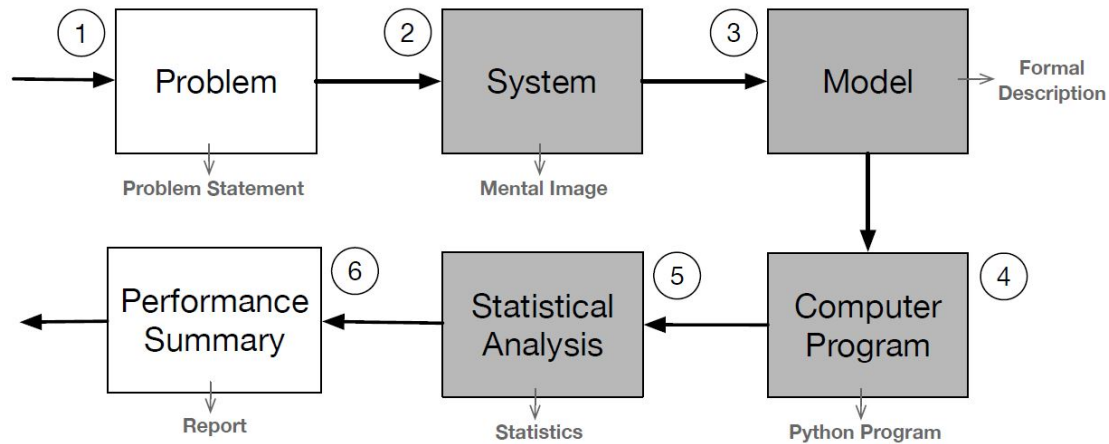 1
Problem
Problem Statement
2
System
Mental Image
3
Model
Formal
Description
4
Computer
Program
Python Program
5
Statistical
Analysis
Statistics
6
Performance
Summary
Report